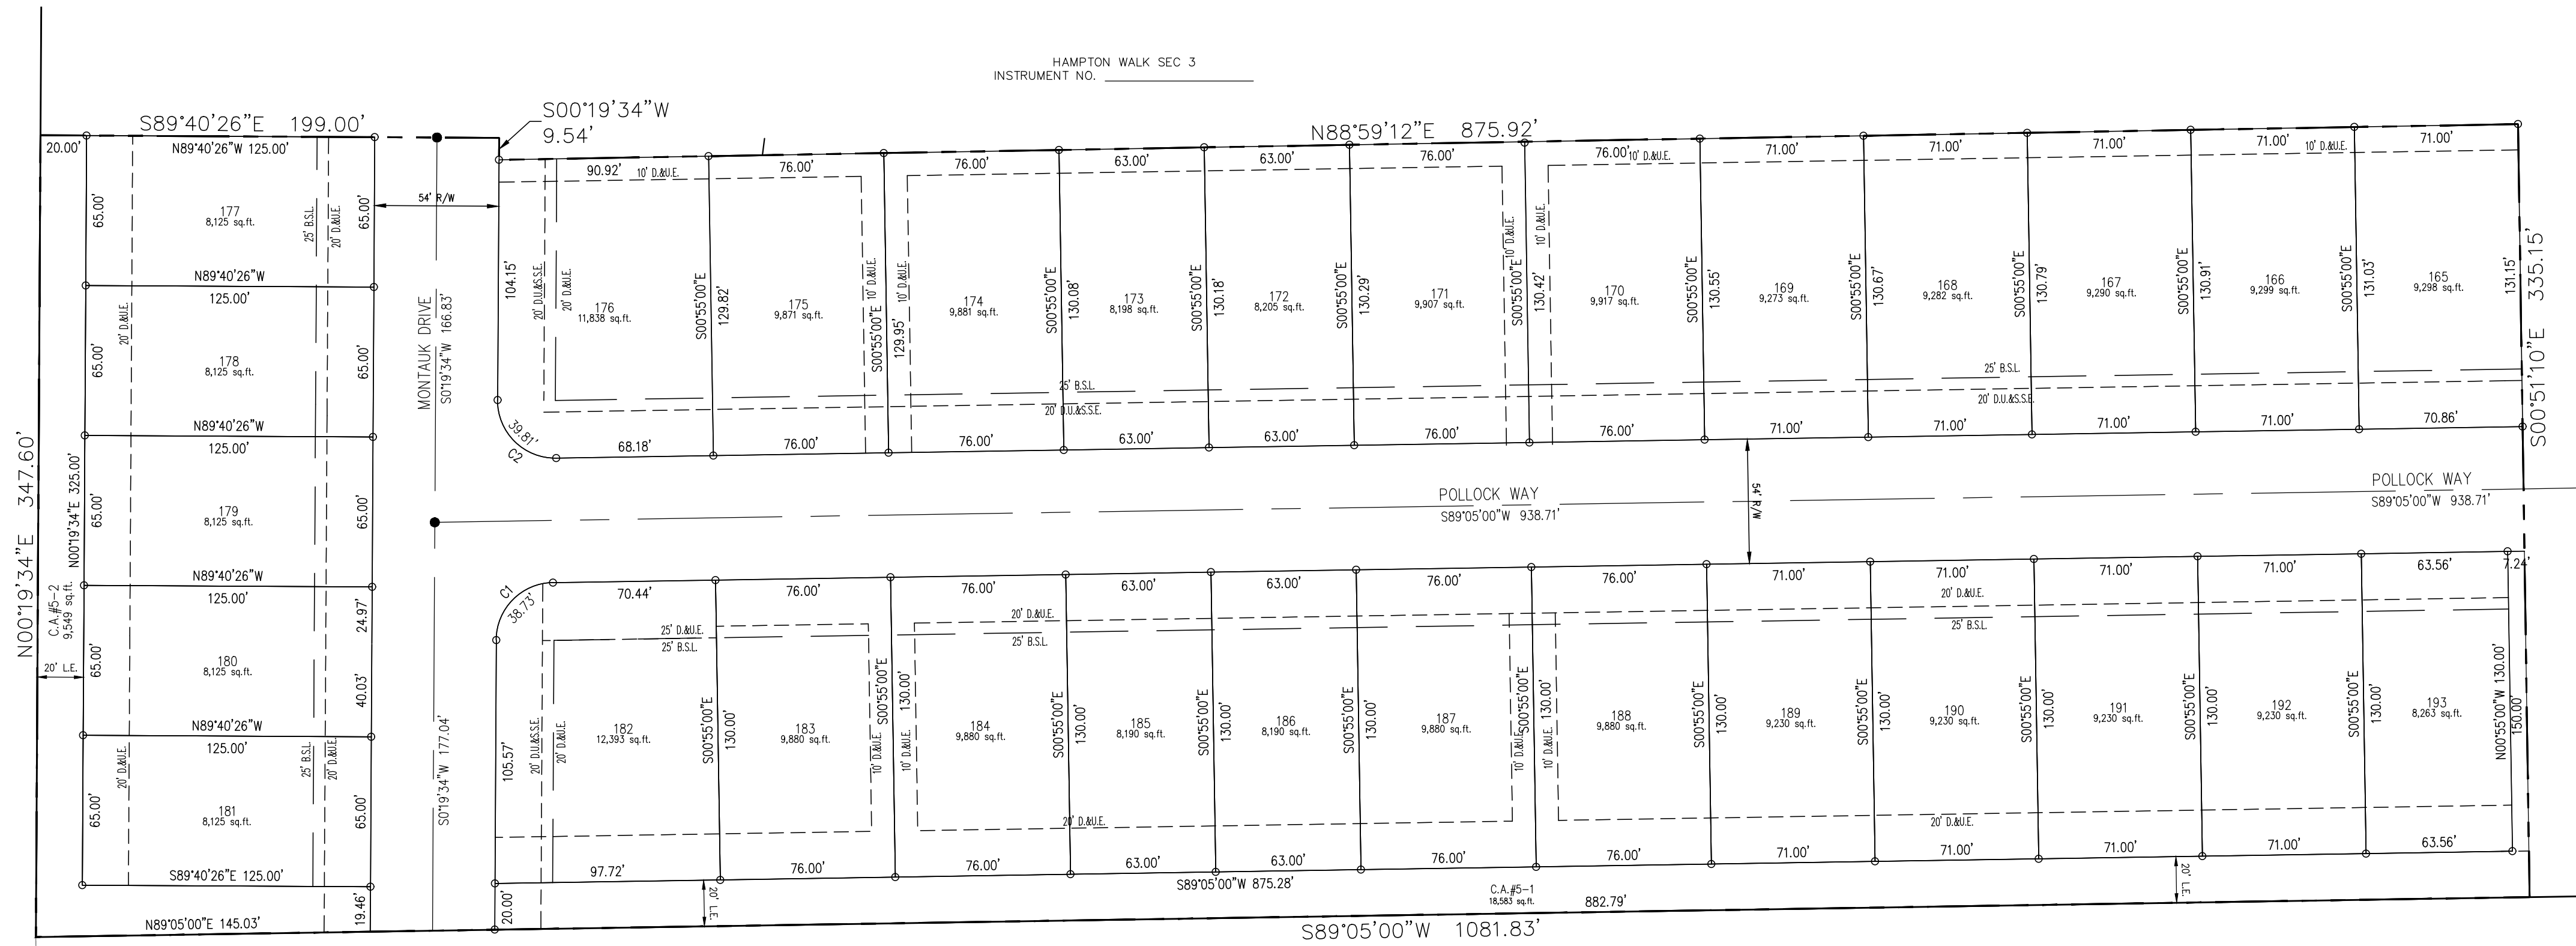 HAMPTON WALK SEC 3
INSTRUMENT NO.
S00°19'34"W
9.54'
S89°40'26"E 199.00'
N88°59'12"E 875.92'
20.00'
N89°40'26"W 125.00'
65.00'
177
8,125 sq.ft.
25' B.S.L.
20' D.&U.E.
65.00'
54' R/W
N89°40'26"W
125.00'
20' D.&U.E.
65.00'
178
8,125 sq.ft.
65.00'
MONTAUK DRIVE
S0°19'34"W 166.83'
N89°40'26"W
125.00'
N00°19'34"E 347.60'
N00°19'34"E 325.00'
65.00'
179
8,125 sq.ft.
65.00'
N89°40'26"W
125.00'
C.A.#5-2
9,549 sq.ft.
20' L.E.
65.00'
180
8,125 sq.ft.
24.97'
40.03'
N89°40'26"W
125.00'
20' D.&U.E.
65.00'
181
8,125 sq.ft.
25' B.S.L.
20' D.&U.E.
65.00'
S0°19'34"W 177.04'
S89°40'26"E 125.00'
19.46'
N89°05'00"E 145.03'
90.92'
10' D.&U.E.
76.00'
76.00'
63.00'
63.00'
76.00'
76.00'
10' D.&U.E.
71.00'
71.00'
71.00'
71.00'
10' D.&U.E.
71.00'
104.15'
20' D.U.&S.S.E.
20' D.&U.E.
176
11,838 sq.ft.
S00°55'00"E
129.82'
175
9,871 sq.ft.
10' D.&U.E.
S00°55'00"E
129.95'
10' D.&U.E.
174
9,881 sq.ft.
S00°55'00"E
130.08'
173
8,198 sq.ft.
S00°55'00"E
130.18'
172
8,205 sq.ft.
S00°55'00"E
130.29'
171
9,907 sq.ft.
10' D.&U.E.
S00°55'00"E
130.42'
10' D.&U.E.
170
9,917 sq.ft.
S00°55'00"E
130.55'
169
9,273 sq.ft.
S00°55'00"E
130.67'
168
9,282 sq.ft.
S00°55'00"E
130.79'
167
9,290 sq.ft.
S00°55'00"E
130.91'
166
9,299 sq.ft.
S00°55'00"E
131.03'
165
9,298 sq.ft.
131.15'
S00°51'10"E 335.15'
25' B.S.L.
20' D.U.&S.S.E.
25' B.S.L.
20' D.U.&S.S.E.
39.81'
C2
68.18'
76.00'
76.00'
63.00'
63.00'
76.00'
76.00'
71.00'
71.00'
71.00'
71.00'
70.86'
POLLOCK WAY
S89°05'00"W 938.71'
54' R/W
POLLOCK WAY
S89°05'00"W 938.71'
C1
38.73'
70.44'
76.00'
76.00'
63.00'
63.00'
76.00'
76.00'
71.00'
71.00'
71.00'
71.00'
63.56'
7.24'
25' D.&U.E.
25' B.S.L.
20' D.&U.E.
25' B.S.L.
20' D.&U.E.
25' B.S.L.
105.57'
20' D.U.&S.S.E.
20' D.&U.E.
182
12,393 sq.ft.
S00°55'00"E
130.00'
183
9,880 sq.ft.
10' D.&U.E.
S00°55'00"E
130.00'
10' D.&U.E.
184
9,880 sq.ft.
S00°55'00"E
130.00'
185
8,190 sq.ft.
S00°55'00"E
130.00'
186
8,190 sq.ft.
S00°55'00"E
130.00'
187
9,880 sq.ft.
10' D.&U.E.
S00°55'00"E
130.00'
10' D.&U.E.
188
9,880 sq.ft.
S00°55'00"E
130.00'
189
9,230 sq.ft.
S00°55'00"E
130.00'
190
9,230 sq.ft.
S00°55'00"E
130.00'
191
9,230 sq.ft.
S00°55'00"E
130.00'
192
9,230 sq.ft.
S00°55'00"E
130.00'
193
8,263 sq.ft.
N00°55'00"W 130.00'
150.00'
20' D.&U.E.
20' D.&U.E.
97.72'
76.00'
76.00'
63.00'
63.00'
76.00'
76.00'
71.00'
71.00'
71.00'
71.00'
63.56'
20.00'
20' L.E.
S89°05'00"W 875.28'
C.A.#5-1
18,583 sq.ft.
882.79'
20' L.E.
S89°05'00"W 1081.83'